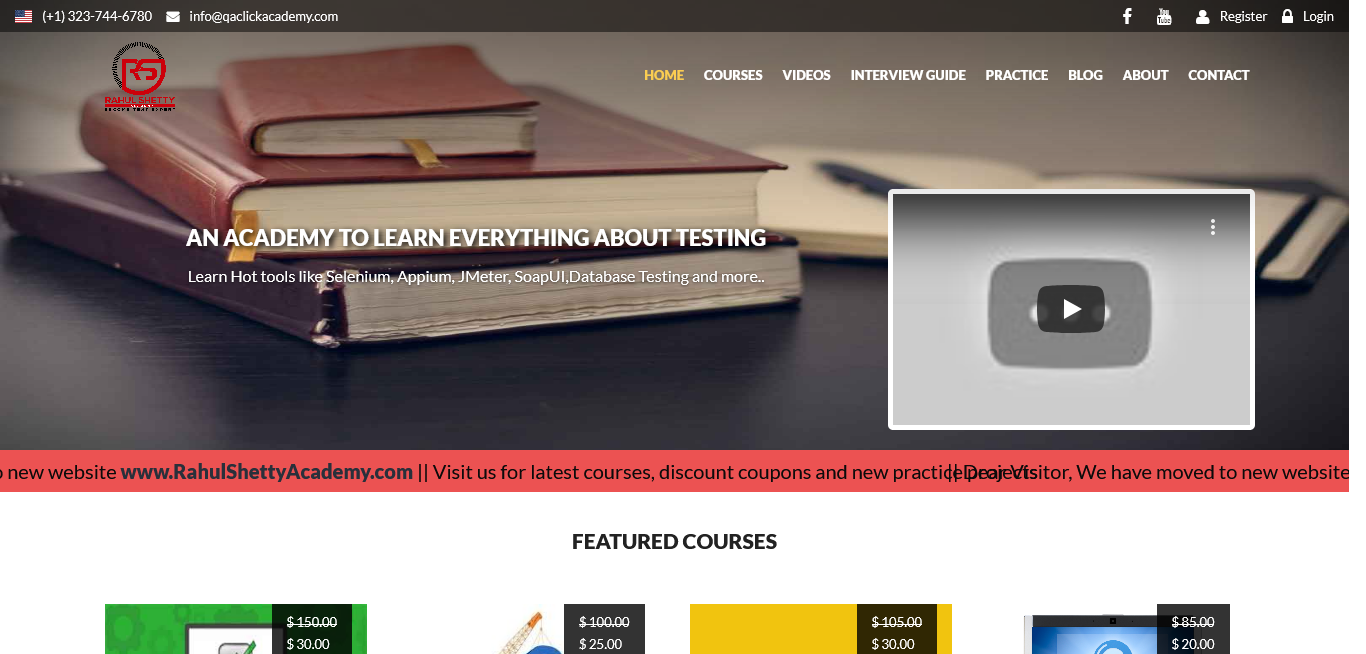 (+1) 323-744-6780 info@qaclickacademy.com You Tube Register Login
RS
RAHUL SHETTY
HOME COURSES VIDEOS INTERVIEW GUIDE PRACTICE BLOG ABOUT CONTACT
AN ACADEMY TO LEARN EVERYTHING ABOUT TESTING
Learn Hot tools like Selenium, Appium, JMeter, SoapUI,Database Testing and more..
new website www.RahulShettyAcademy.com || Visit us for latest courses, discount coupons and new practice Projects || Dear Visitor, We have moved to new website
FEATURED COURSES
$ 150.00 $ 100.00 $ 105.00 $ 85.00
$ 30.00 $ 25.00 $ 30.00 $ 20.00